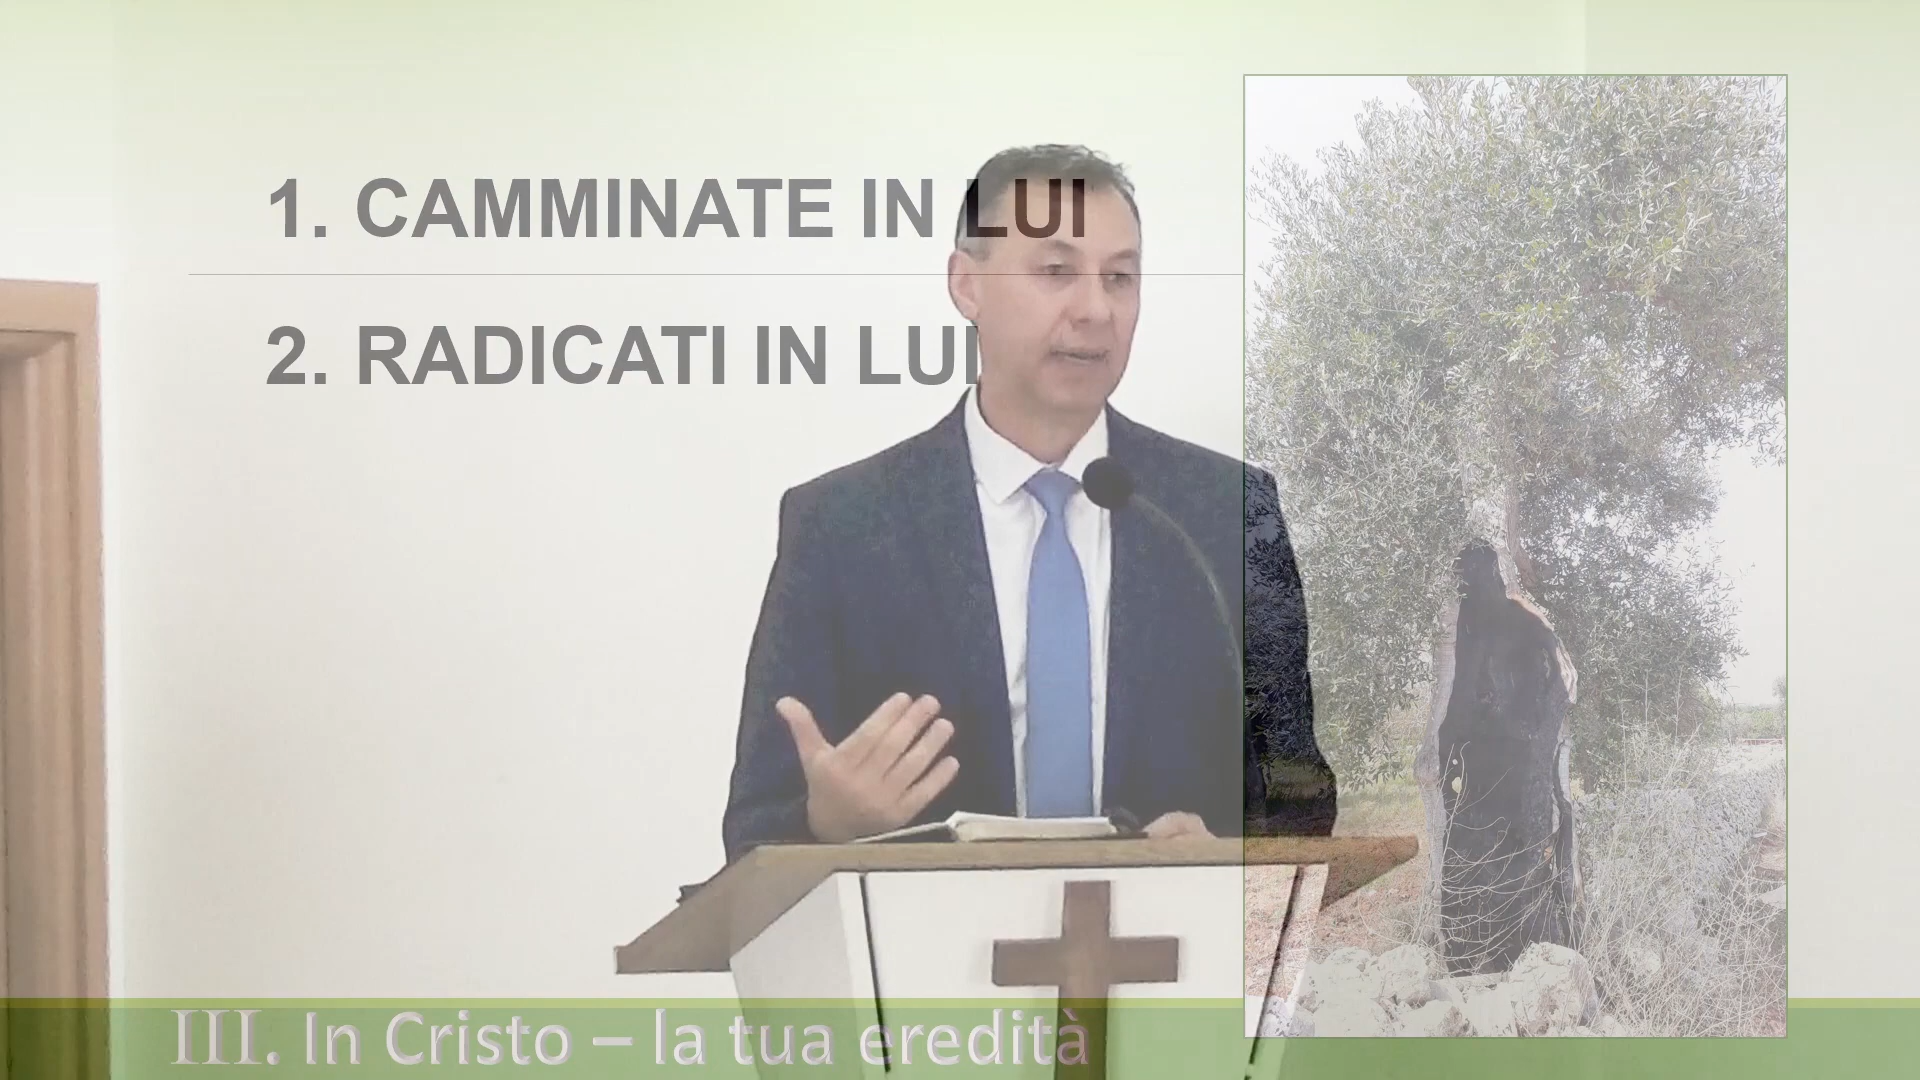 1. CAMMINATE IN LUI
2. RADICATI IN LUI
III. In Cristo – la tua eredità